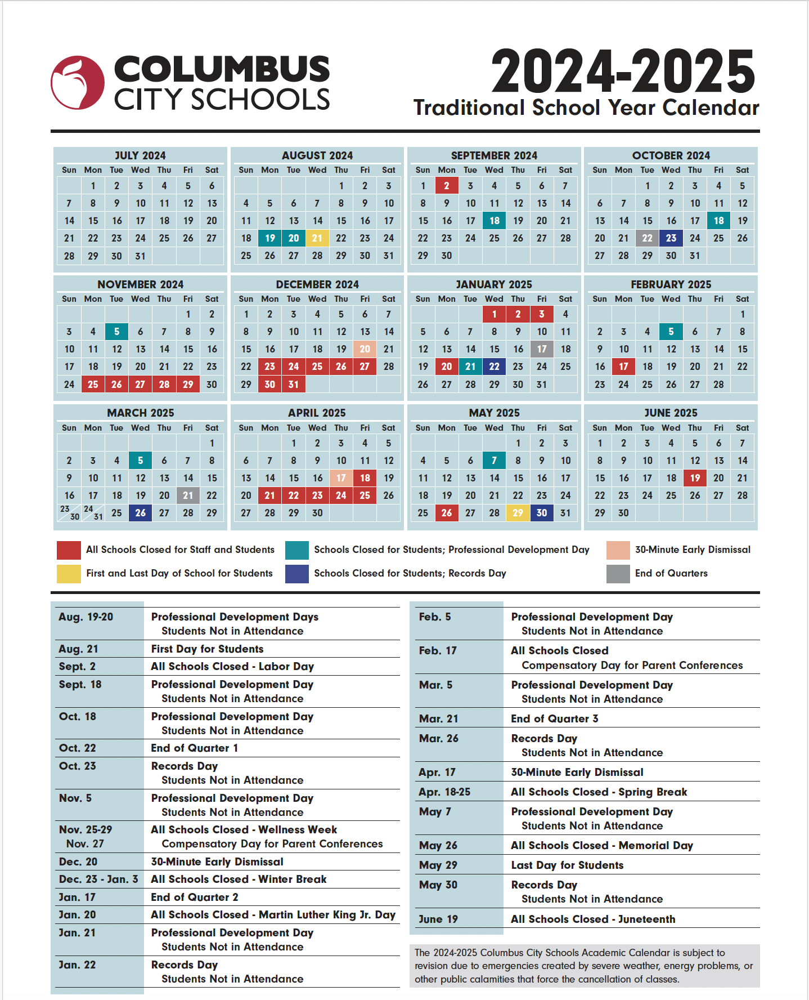 COLUMBUS
CITY SCHOOLS
2024-2025
Traditional School Year Calendar
JULY 2024
Sun Mon Tue Wed Thu Fri Sat
1 2 3 4 5 6
7 8 9 10 11 12 13
14 15 16 17 18 19 20
21 22 23 24 25 26 27
28 29 30 31
AUGUST 2024
Sun Mon Tue Wed Thu Fri Sat
1 2 3
4 5 6 7 8 9 10
11 12 13 14 15 16 17
18 19 20 21 22 23 24
25 26 27 28 29 30 31
SEPTEMBER 2024
Sun Mon Tue Wed Thu Fri Sat
1 2 3 4 5 6 7
8 9 10 11 12 13 14
15 16 17 18 19 20 21
22 23 24 25 26 27 28
29 30
OCTOBER 2024
Sun Mon Tue Wed Thu Fri Sat
1 2 3 4 5
6 7 8 9 10 11 12
13 14 15 16 17 18 19
20 21 22 23 24 25 26
27 28 29 30 31
NOVEMBER 2024
Sun Mon Tue Wed Thu Fri Sat
1 2
3 4 5 6 7 8 9
10 11 12 13 14 15 16
17 18 19 20 21 22 23
24 25 26 27 28 29 30
DECEMBER 2024
Sun Mon Tue Wed Thu Fri Sat
1 2 3 4 5 6 7
8 9 10 11 12 13 14
15 16 17 18 19 20 21
22 23 24 25 26 27 28
29 30 31
JANUARY 2025
Sun Mon Tue Wed Thu Fri Sat
1 2 3 4
5 6 7 8 9 10 11
12 13 14 15 16 17 18
19 20 21 22 23 24 25
26 27 28 29 30 31
FEBRUARY 2025
Sun Mon Tue Wed Thu Fri Sat
1
2 3 4 5 6 7 8
9 10 11 12 13 14 15
16 17 18 19 20 21 22
23 24 25 26 27 28
MARCH 2025
Sun Mon Tue Wed Thu Fri Sat
1
2 3 4 5 6 7 8
9 10 11 12 13 14 15
16 17 18 19 20 21 22
23/30 24/31 25 26 27 28 29
APRIL 2025
Sun Mon Tue Wed Thu Fri Sat
1 2 3 4 5
6 7 8 9 10 11 12
13 14 15 16 17 18 19
20 21 22 23 24 25 26
27 28 29 30
MAY 2025
Sun Mon Tue Wed Thu Fri Sat
1 2 3
4 5 6 7 8 9 10
11 12 13 14 15 16 17
18 19 20 21 22 23 24
25 26 27 28 29 30 31
JUNE 2025
Sun Mon Tue Wed Thu Fri Sat
1 2 3 4 5 6 7
8 9 10 11 12 13 14
15 16 17 18 19 20 21
22 23 24 25 26 27 28
29 30
All Schools Closed for Staff and Students
Schools Closed for Students; Professional Development Day
30-Minute Early Dismissal
First and Last Day of School for Students
Schools Closed for Students; Records Day
End of Quarters
Aug. 19-20 Professional Development Days
Students Not in Attendance
Aug. 21 First Day for Students
Sept. 2 All Schools Closed - Labor Day
Sept. 18 Professional Development Day
Students Not in Attendance
Oct. 18 Professional Development Day
Students Not in Attendance
Oct. 22 End of Quarter 1
Oct. 23 Records Day
Students Not in Attendance
Nov. 5 Professional Development Day
Students Not in Attendance
Nov. 25-29 All Schools Closed - Wellness Week
Nov. 27 Compensatory Day for Parent Conferences
Dec. 20 30-Minute Early Dismissal
Dec. 23 - Jan. 3 All Schools Closed - Winter Break
Jan. 17 End of Quarter 2
Jan. 20 All Schools Closed - Martin Luther King Jr. Day
Jan. 21 Professional Development Day
Students Not in Attendance
Jan. 22 Records Day
Students Not in Attendance
Feb. 5 Professional Development Day
Students Not in Attendance
Feb. 17 All Schools Closed
Compensatory Day for Parent Conferences
Mar. 5 Professional Development Day
Students Not in Attendance
Mar. 21 End of Quarter 3
Mar. 26 Records Day
Students Not in Attendance
Apr. 17 30-Minute Early Dismissal
Apr. 18-25 All Schools Closed - Spring Break
May 7 Professional Development Day
Students Not in Attendance
May 26 All Schools Closed - Memorial Day
May 29 Last Day for Students
May 30 Records Day
Students Not in Attendance
June 19 All Schools Closed - Juneteenth
The 2024-2025 Columbus City Schools Academic Calendar is subject to
revision due to emergencies created by severe weather, energy problems, or
other public calamities that force the cancellation of classes.